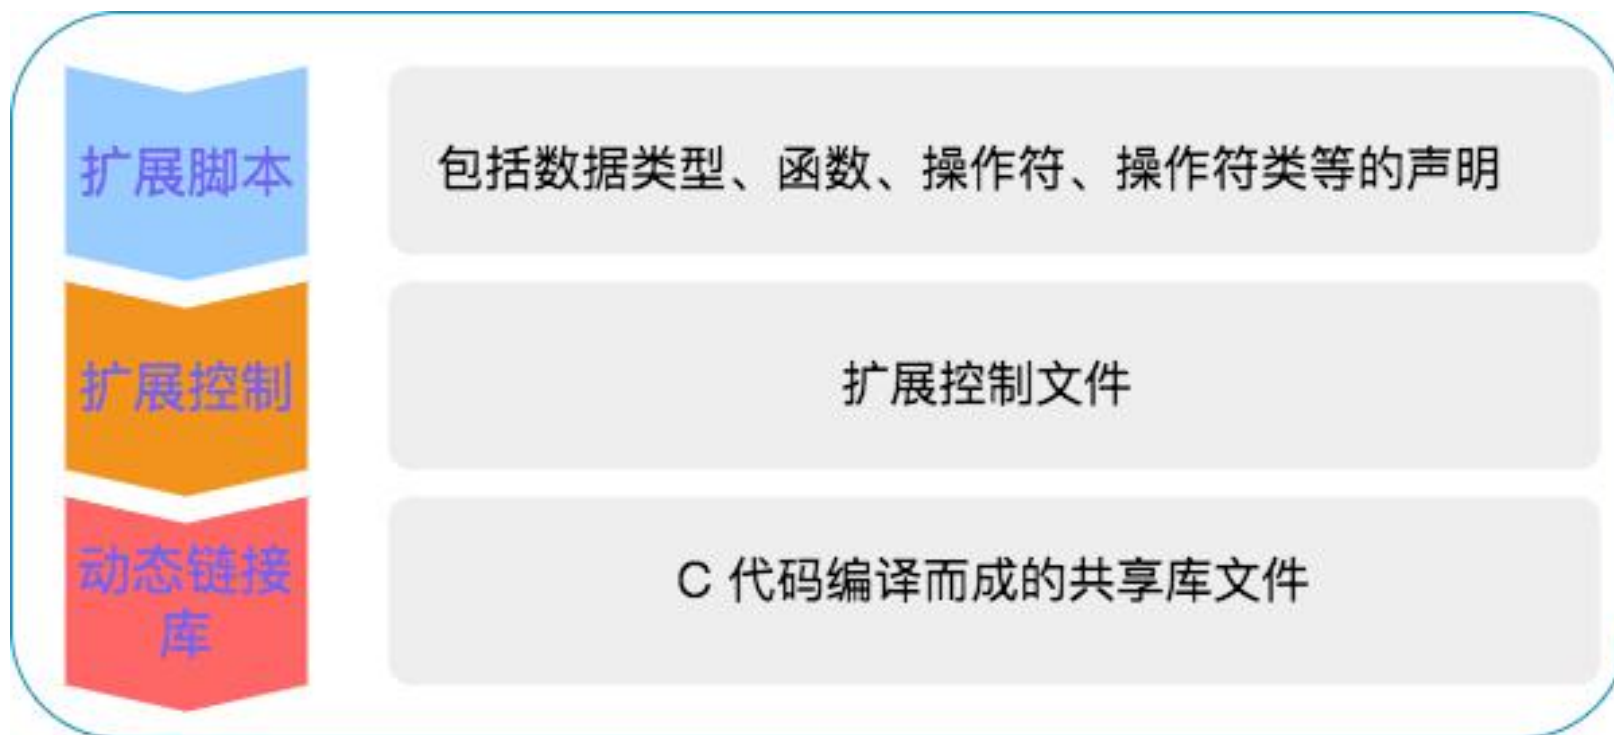 扩展脚本
包括数据类型、函数、操作符、操作符类等的声明
扩展控制
扩展控制文件
动态链接
库
C 代码编译而成的共享库文件